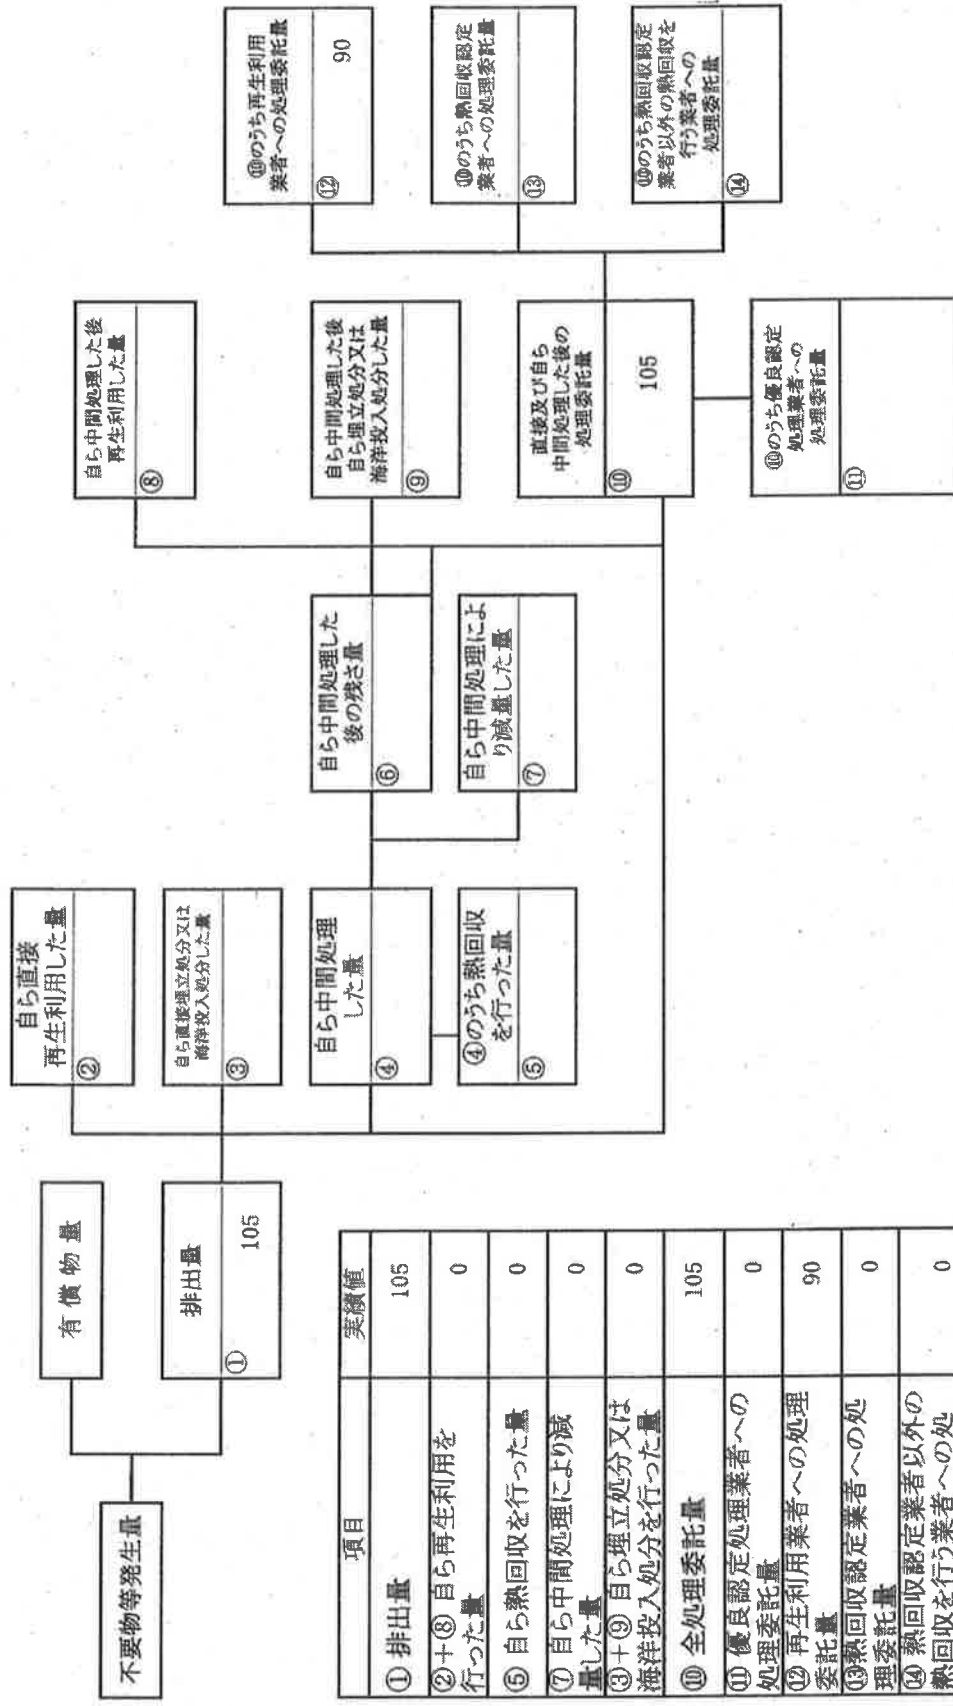 不要物等発生量
有償物量
排出量
①
105
自ら直接
再生利用した量
②
自ら直接埋立処分又は
海洋投入処分した量
③
自ら中間処理
した量
④
④のうち熱回収
を行った量
⑤
自ら中間処理した
後の残さ量
⑥
自ら中間処理によ
り減量した量
⑦
自ら中間処理した後
再生利用した量
⑧
自ら中間処理した後
自ら埋立処分又は
海洋投入処分した量
⑨
直接及び自ら
中間処理した後の
処理委託量
⑩
105
⑩のうち優良認定
処理業者への
処理委託量
⑪
⑩のうち再生利用
業者への処理委託量
⑫
90
⑩のうち熱回収認定
業者への処理委託量
⑬
⑩のうち熱回収認定
業者以外の熱回収を
行う業者への
処理委託量
⑭
項目 実績値
①排出量 105
②+⑧ 自ら再生利用を
行った量 0
⑤ 自ら熱回収を行った量 0
⑦ 自ら中間処理により減
量した量 0
③+⑨ 自ら埋立処分又は
海洋投入処分を行った量 0
⑩ 全処理委託量 105
⑪ 優良認定処理業者への
処理委託量 0
⑫ 再生利用業者への処理
委託量 90
⑬熱回収認定業者への処
理委託量 0
⑭ 熱回収認定業者以外の
熱回収を行う業者への処 0